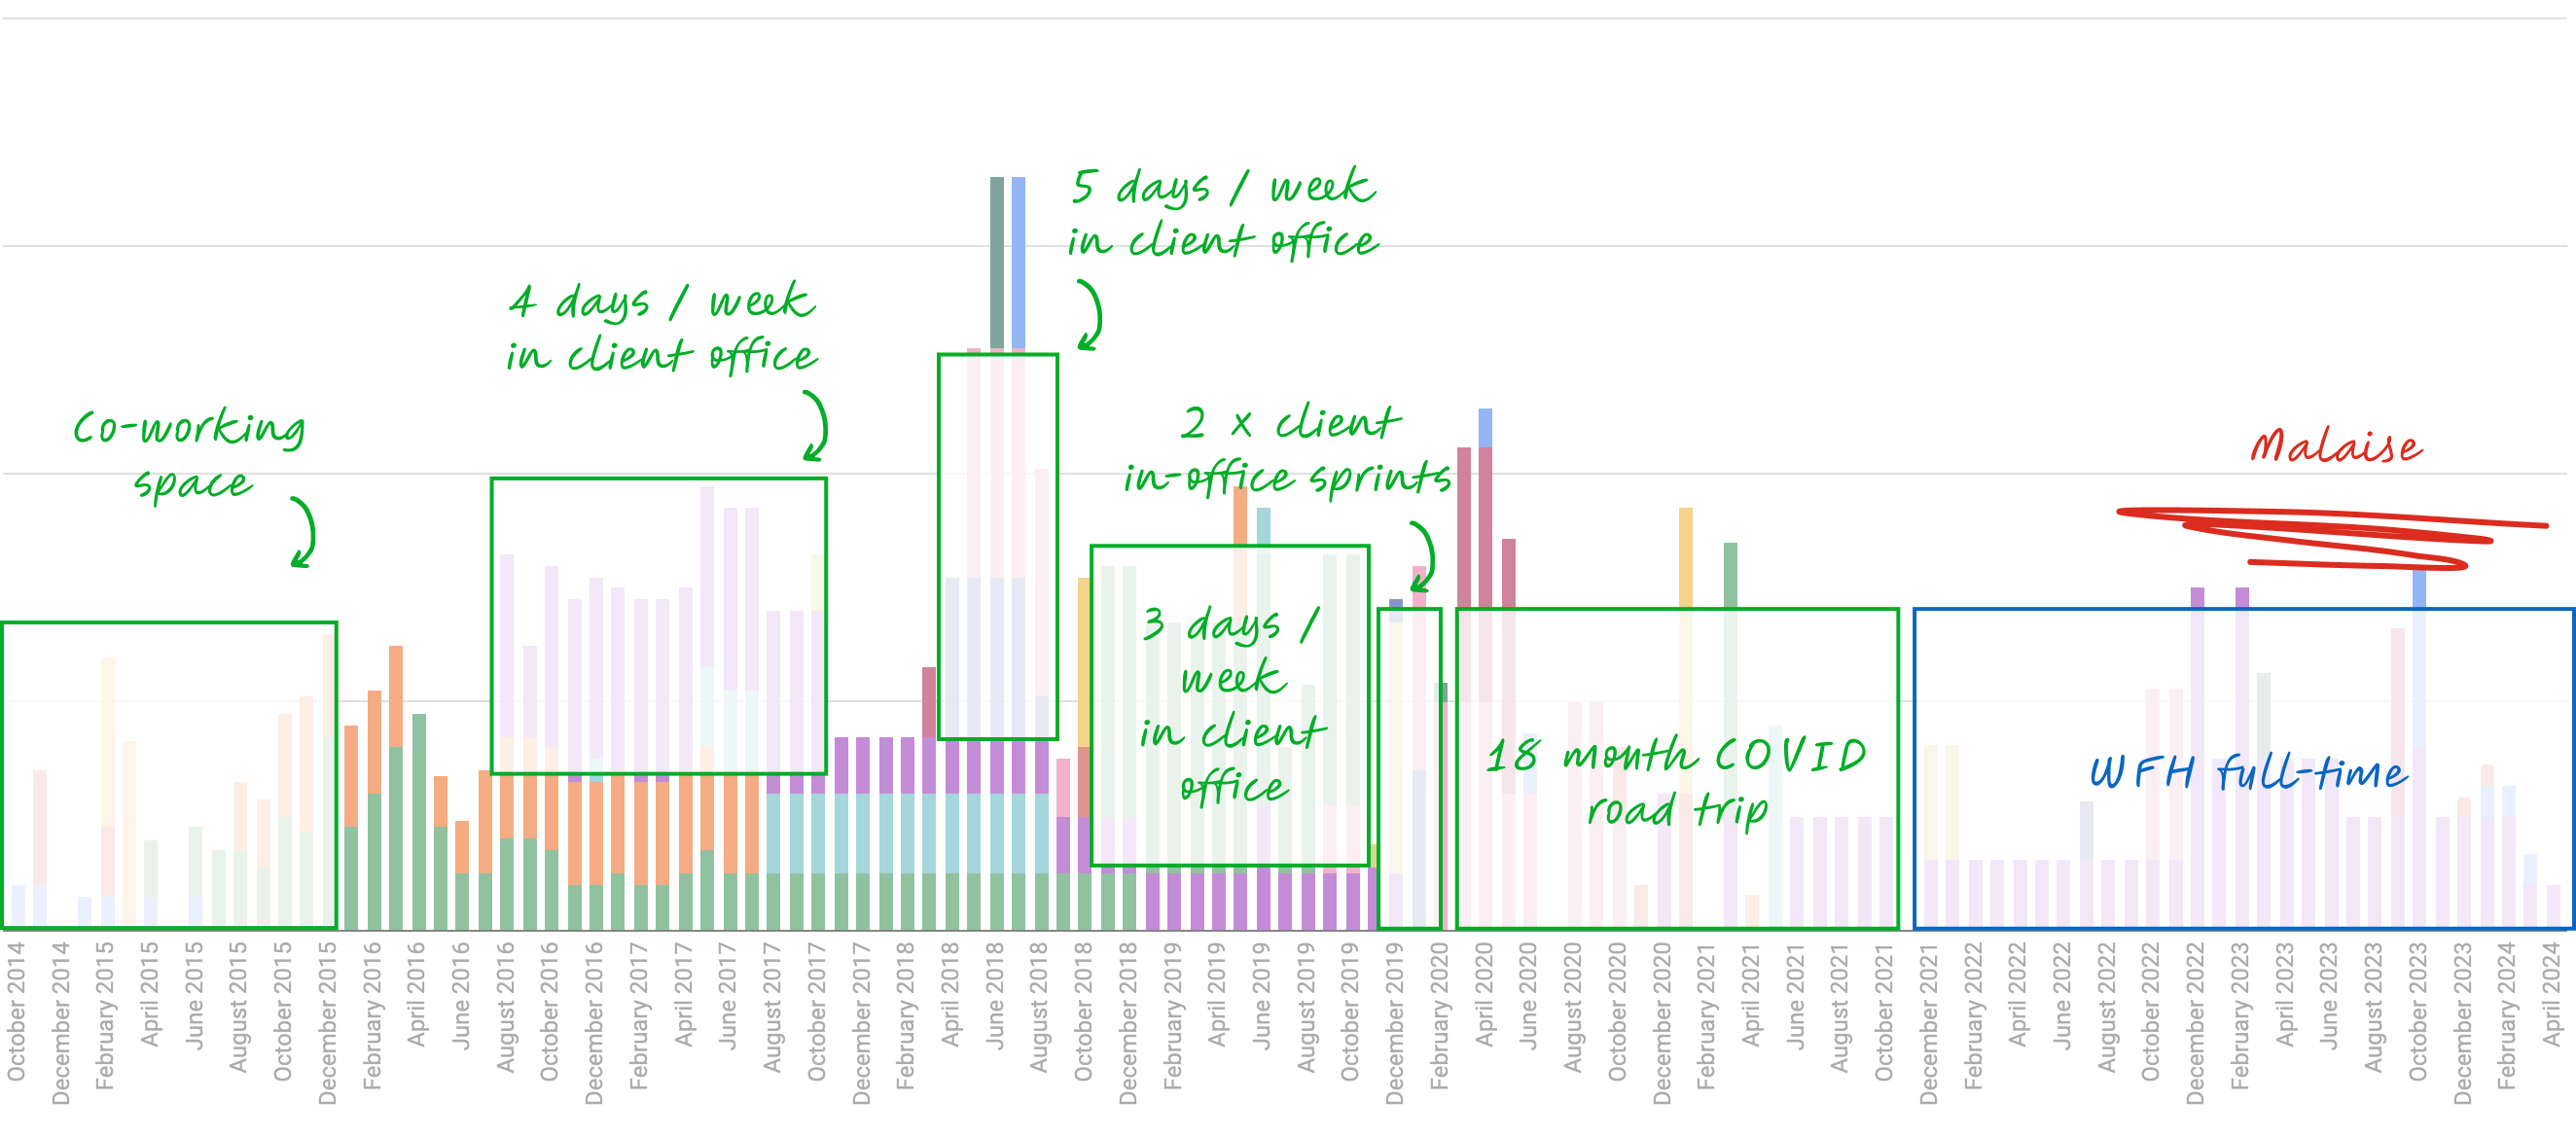 5 days / week
in client office
4 days / week
in client office
Co-working
space
2 x client
in-office sprints
Malaise
3 days /
week
in client
office
18 month COVID
road trip
WFH full-time
October 2014
December 2014
February 2015
April 2015
June 2015
August 2015
October 2015
December 2015
February 2016
April 2016
June 2016
August 2016
October 2016
December 2016
February 2017
April 2017
June 2017
August 2017
October 2017
December 2017
February 2018
April 2018
June 2018
August 2018
October 2018
December 2018
February 2019
April 2019
June 2019
August 2019
October 2019
December 2019
February 2020
April 2020
June 2020
August 2020
October 2020
December 2020
February 2021
April 2021
June 2021
August 2021
October 2021
December 2021
February 2022
April 2022
June 2022
August 2022
October 2022
December 2022
February 2023
April 2023
June 2023
August 2023
October 2023
December 2023
February 2024
April 2024